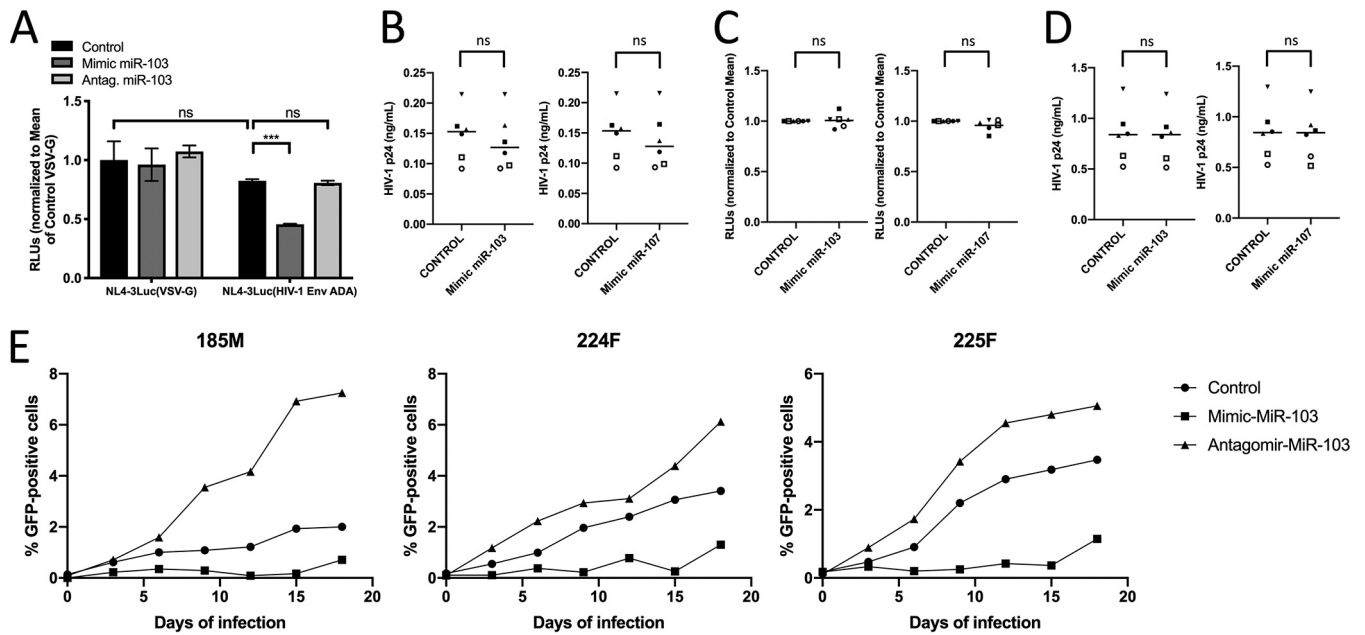 A
Control
Mimic miR-103
Antag. miR-103
RLUs (normalized to Mean
of Control VSV-G)
1.5
1.0
0.5
0.0
ns
ns
***
NL4-3Luc(VSV-G)
NL4-3Luc(HIV-1 Env ADA)
B
ns
HIV-1 p24 (ng/mL)
0.25
0.20
0.15
0.10
0.05
0.00
CONTROL
Mimic miR-103
ns
HIV-1 p24 (ng/mL)
0.25
0.20
0.15
0.10
0.05
0.00
CONTROL
Mimic miR-107
C
ns
RLUs (normalized to Control Mean)
1.5
1.0
0.5
0.0
CONTROL
Mimic miR-103
ns
RLUs (normalized to Control Mean)
1.5
1.0
0.5
0.0
CONTROL
Mimic miR-107
D
ns
HIV-1 p24 (ng/mL)
1.5
1.0
0.5
0.0
CONTROL
Mimic miR-103
ns
HIV-1 p24 (ng/mL)
1.5
1.0
0.5
0.0
CONTROL
Mimic miR-107
E
185M
% GFP-positive cells
8
6
4
2
0
0 5 10 15 20
Days of infection
224F
% GFP-positive cells
8
6
4
2
0
0 5 10 15 20
Days of infection
225F
% GFP-positive cells
6
4
2
0
0 5 10 15 20
Days of infection
Control
Mimic-MiR-103
Antagomir-MiR-103